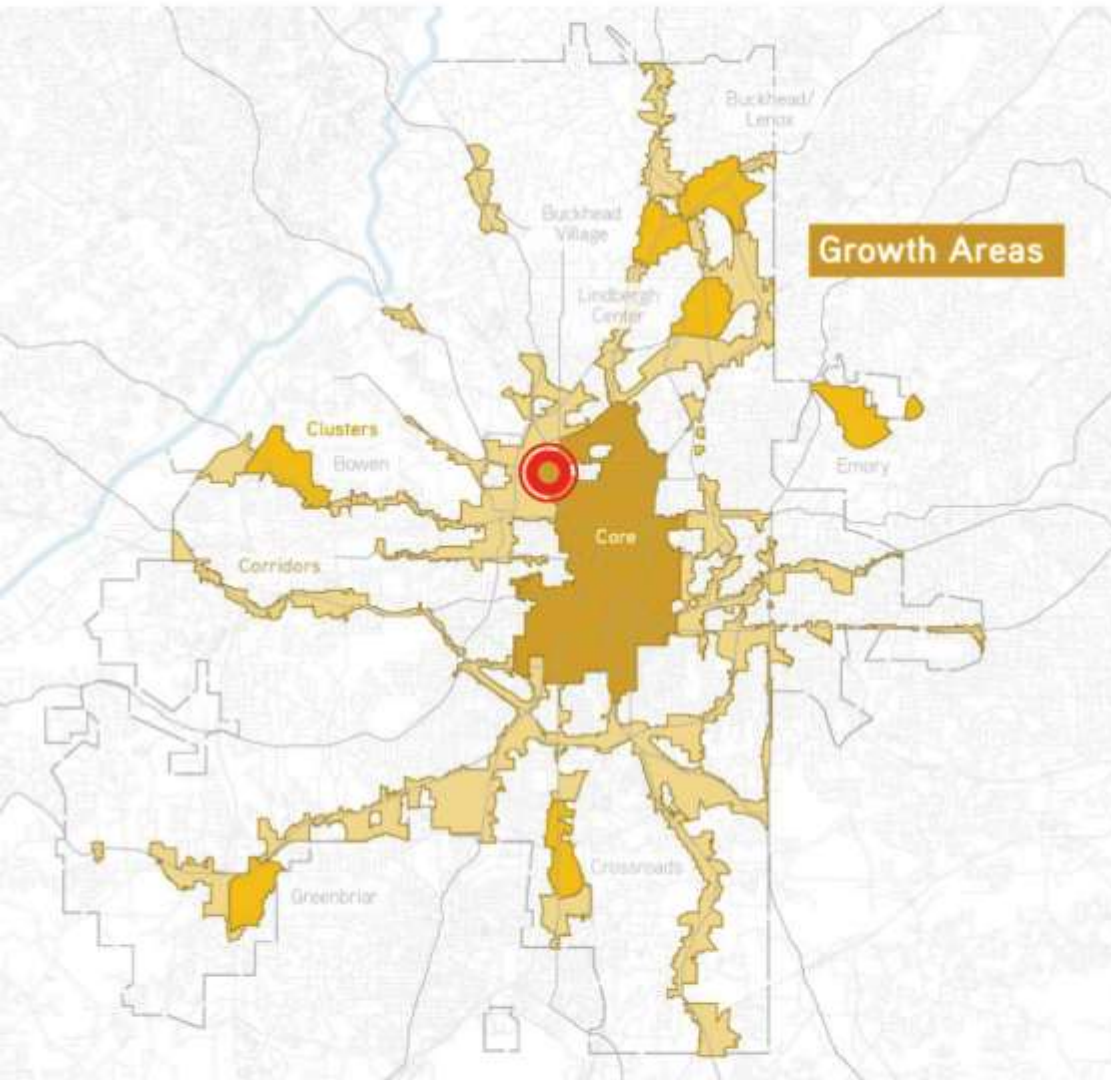 Buckhead/
Lenox
Buckhead
Village
Growth Areas
Lindbergh
Center
Clusters
Bowen
Emory
Core
Corridors
Crossroads
Greenbriar